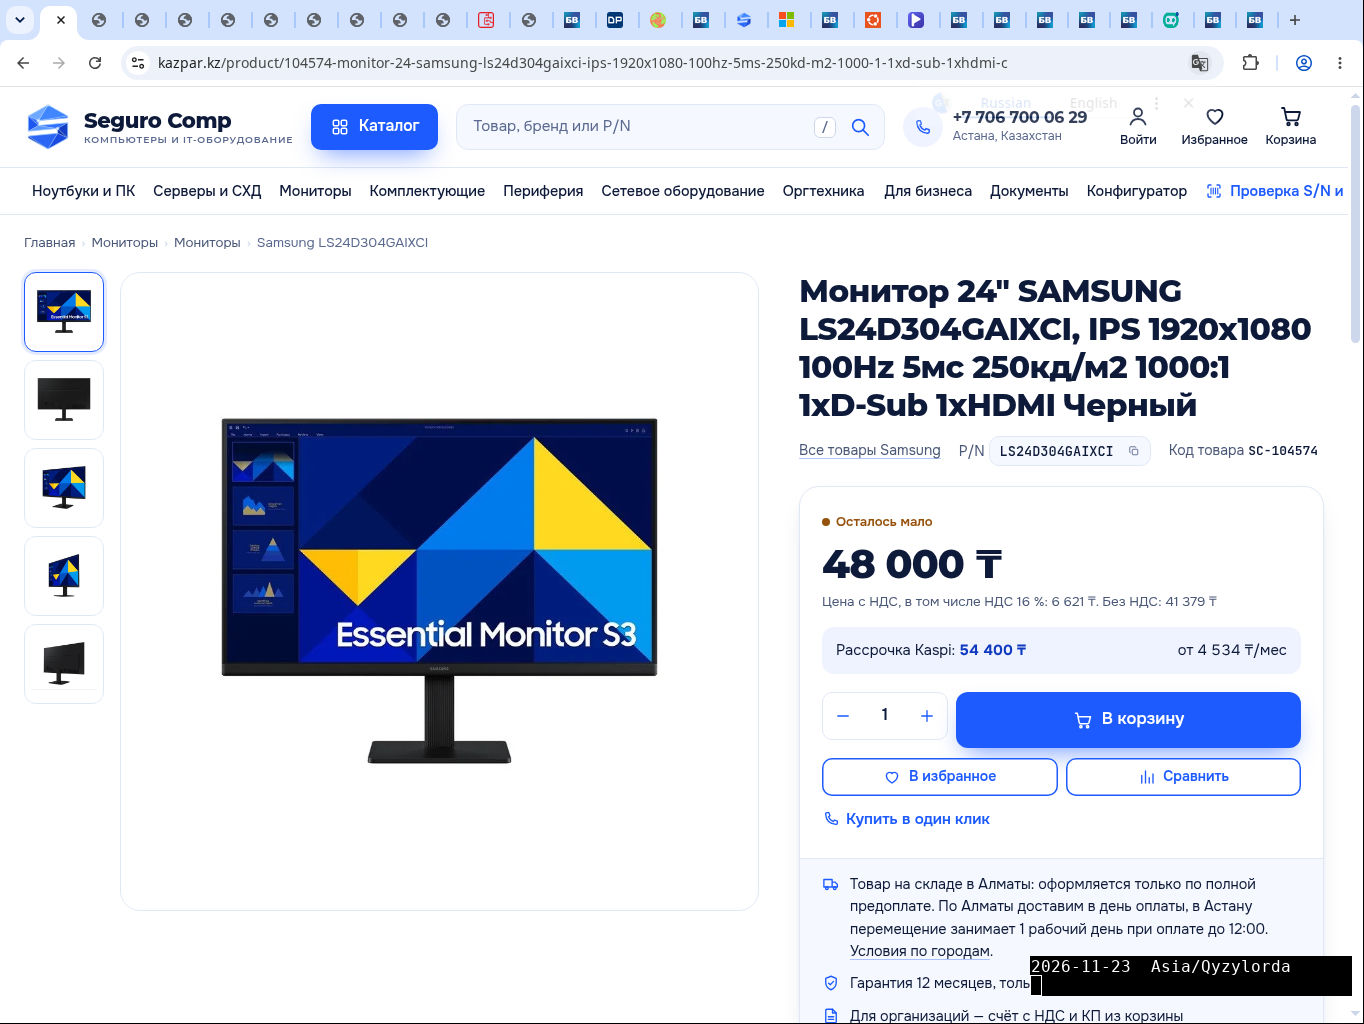 kazpar.kz/product/104574-monitor-24-samsung-ls24d304gaixci-ips-1920x1080-100hz-5ms-250kd-m2-1000-1-1xd-sub-1xhdmi-c
Russian English
Seguro Comp
КОМПЬЮТЕРЫ И IT-ОБОРУДОВАНИЕ
Каталог
Товар, бренд или P/N
/
+7 706 700 06 29
Астана, Казахстан
Войти
Избранное
Корзина
Ноутбуки и ПК Серверы и СХД Мониторы Комплектующие Периферия Сетевое оборудование Оргтехника Для бизнеса Документы Конфигуратор Проверка S/N и
Главная › Мониторы › Мониторы › Samsung LS24D304GAIXCI
Essential Monitor S3
SAMSUNG
Монитор 24" SAMSUNG
LS24D304GAIXCI, IPS 1920x1080
100Hz 5мс 250кд/м2 1000:1
1xD-Sub 1xHDMI Черный
Все товары Samsung P/N LS24D304GAIXCI Код товара SC-104574
Осталось мало
48 000 ₸
Цена с НДС, в том числе НДС 16 %: 6 621 ₸. Без НДС: 41 379 ₸
Рассрочка Kaspi: 54 400 ₸ от 4 534 ₸/мес
− 1 +
В корзину
В избранное
Сравнить
Купить в один клик
Товар на складе в Алматы: оформляется только по полной
предоплате. По Алматы доставим в день оплаты, в Астану
перемещение занимает 1 рабочий день при оплате до 12:00.
Условия по городам.
Гарантия 12 месяцев, толь
Для организаций — счёт с НДС и КП из корзины
2026-11-23 Asia/Qyzylorda